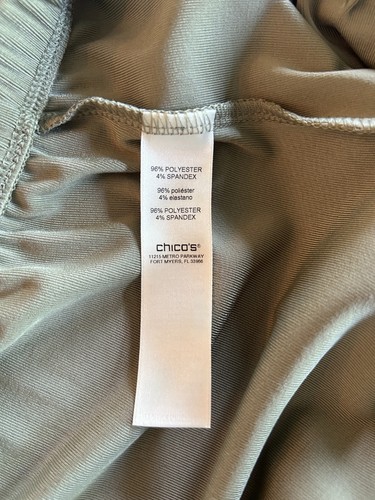 96% POLYESTER
4% SPANDEX
96% poliéster
4% elastano
96% POLYESTER
4% SPANDEX
chico's®
11215 METRO PARKWAY
FORT MYERS, FL 33966